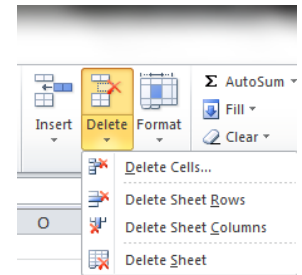 Σ AutoSum
Fill
Insert Delete Format
Clear
Delete Cells...
Delete Sheet Rows
O
Delete Sheet Columns
Delete Sheet